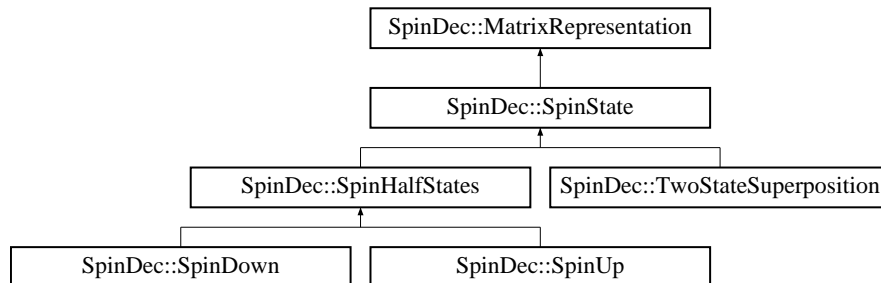 SpinDec::MatrixRepresentation
SpinDec::SpinState
SpinDec::SpinHalfStates
SpinDec::TwoStateSuperposition
SpinDec::SpinDown
SpinDec::SpinUp